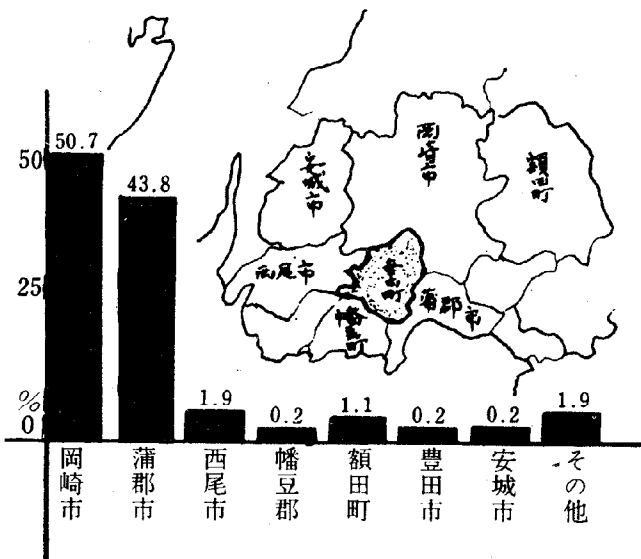 50.7
43.8
1.9
0.2
1.1
0.2
0.2
1.9
50
25
%
0
岡崎市
蒲郡市
西尾市
幡豆郡
額田町
豊田市
安城市
その他
安城市
岡崎市
額田町
西尾市
幸田町
蒲郡市
幡豆町